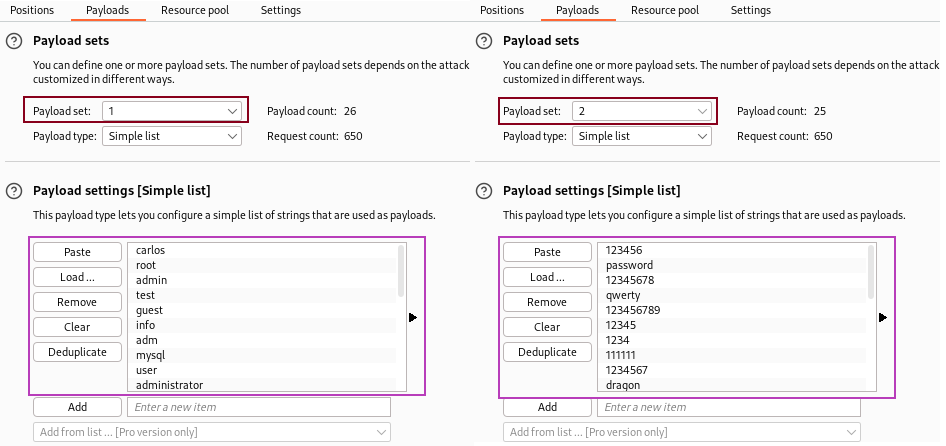 Positions Payloads Resource pool Settings
Payload sets
You can define one or more payload sets. The number of payload sets depends on the attack
customized in different ways.
Payload set: 1 Payload count: 26
Payload type: Simple list Request count: 650
Payload settings [Simple list]
This payload type lets you configure a simple list of strings that are used as payloads.
Paste
Load ...
Remove
Clear
Deduplicate
carlos
root
admin
test
guest
info
adm
mysql
user
administrator
Add Enter a new item
Add from list ... [Pro version only]
Positions Payloads Resource pool Settings
Payload sets
You can define one or more payload sets. The number of payload sets depends on the attack
customized in different ways.
Payload set: 2 Payload count: 25
Payload type: Simple list Request count: 650
Payload settings [Simple list]
This payload type lets you configure a simple list of strings that are used as payloads.
Paste
Load ...
Remove
Clear
Deduplicate
123456
password
12345678
qwerty
123456789
12345
1234
111111
1234567
dragon
Add Enter a new item
Add from list ... [Pro version only]